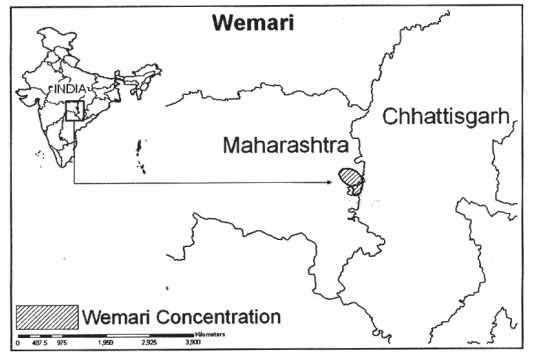 Wemari
INDIA
Chhattisgarh
Maharashtra
Wemari Concentration
Kilometers
0 487.5 975 1,950 2,925 3,900